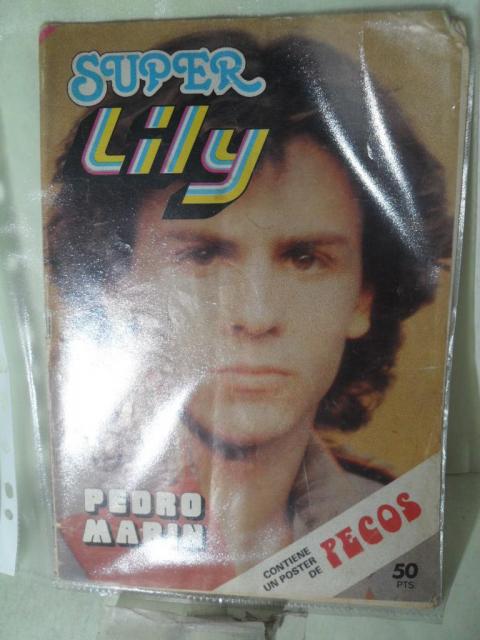 SUPER
Lily
PEDRO
MARIN
CONTIENE
UN POSTER
DE
PECOS
50
PTS.